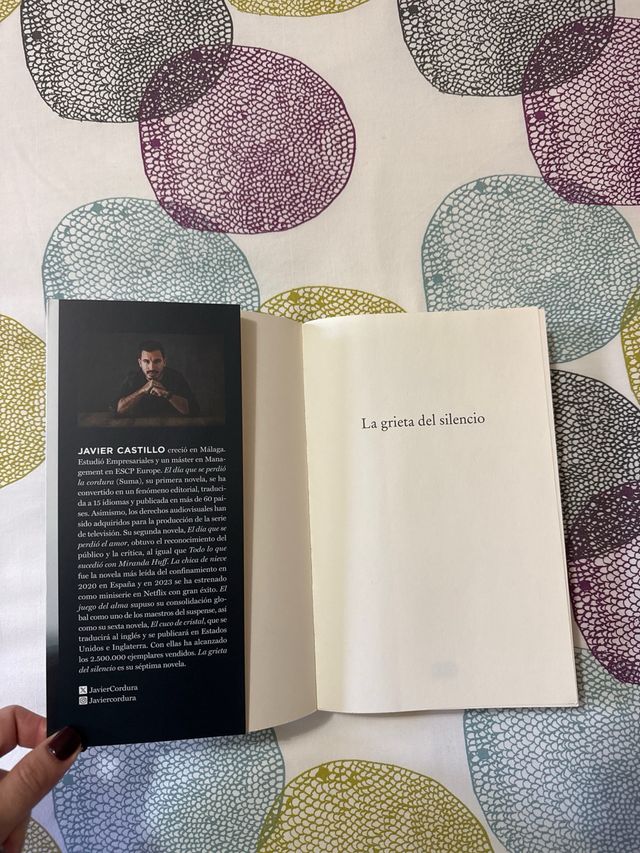 JAVIER CASTILLO creció en Málaga.
Estudió Empresariales y un máster en Mana-
gement en ESCP Europe. El día que se perdió
la cordura (Suma), su primera novela, se ha
convertido en un fenómeno editorial, traduci-
da a 15 idiomas y publicada en más de 60 paí-
ses. Asimismo, los derechos audiovisuales han
sido adquiridos para la producción de la serie
de televisión. Su segunda novela, El día que se
perdió el amor, obtuvo el reconocimiento del
público y la crítica, al igual que Todo lo que
sucedió con Miranda Huff. La chica de nieve
fue la novela más leída del confinamiento en
2020 en España y en 2023 se ha estrenado
como miniserie en Netflix con gran éxito. El
juego del alma supuso su consolidación glo-
bal como uno de los maestros del suspense, así
como su sexta novela, El cuco de cristal, que se
traducirá al inglés y se publicará en Estados
Unidos e Inglaterra. Con ellas ha alcanzado
los 2.500.000 ejemplares vendidos. La grieta
del silencio es su séptima novela.
JavierCordura
Javiercordura
La grieta del silencio